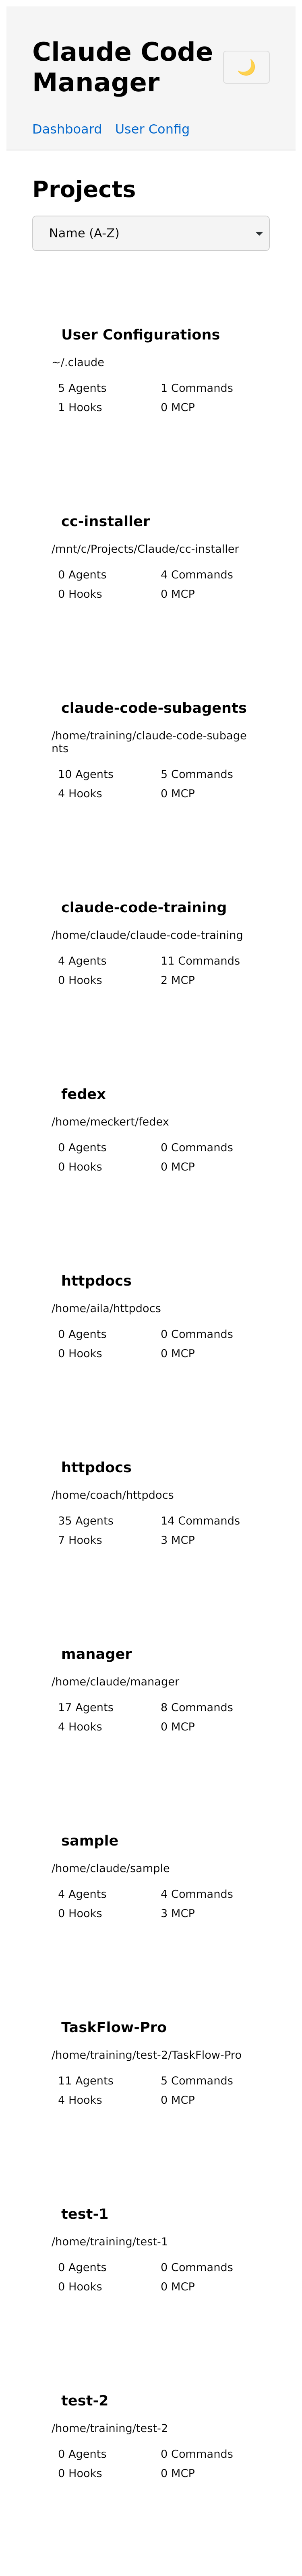 Claude Code
Manager
🌙
Dashboard User Config
Projects
Name (A-Z)
User Configurations
~/.claude
5 Agents 1 Commands
1 Hooks 0 MCP
cc-installer
/mnt/c/Projects/Claude/cc-installer
0 Agents 4 Commands
0 Hooks 0 MCP
claude-code-subagents
/home/training/claude-code-subage
nts
10 Agents 5 Commands
4 Hooks 0 MCP
claude-code-training
/home/claude/claude-code-training
4 Agents 11 Commands
0 Hooks 2 MCP
fedex
/home/meckert/fedex
0 Agents 0 Commands
0 Hooks 0 MCP
httpdocs
/home/aila/httpdocs
0 Agents 0 Commands
0 Hooks 0 MCP
httpdocs
/home/coach/httpdocs
35 Agents 14 Commands
7 Hooks 3 MCP
manager
/home/claude/manager
17 Agents 8 Commands
4 Hooks 0 MCP
sample
/home/claude/sample
4 Agents 4 Commands
0 Hooks 3 MCP
TaskFlow-Pro
/home/training/test-2/TaskFlow-Pro
11 Agents 5 Commands
4 Hooks 0 MCP
test-1
/home/training/test-1
0 Agents 0 Commands
0 Hooks 0 MCP
test-2
/home/training/test-2
0 Agents 0 Commands
0 Hooks 0 MCP